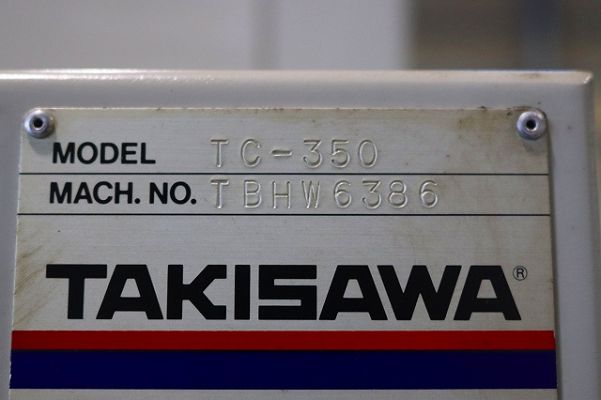 MODEL TC-350
MACH. NO. TBHW6386
TAKISAWA®